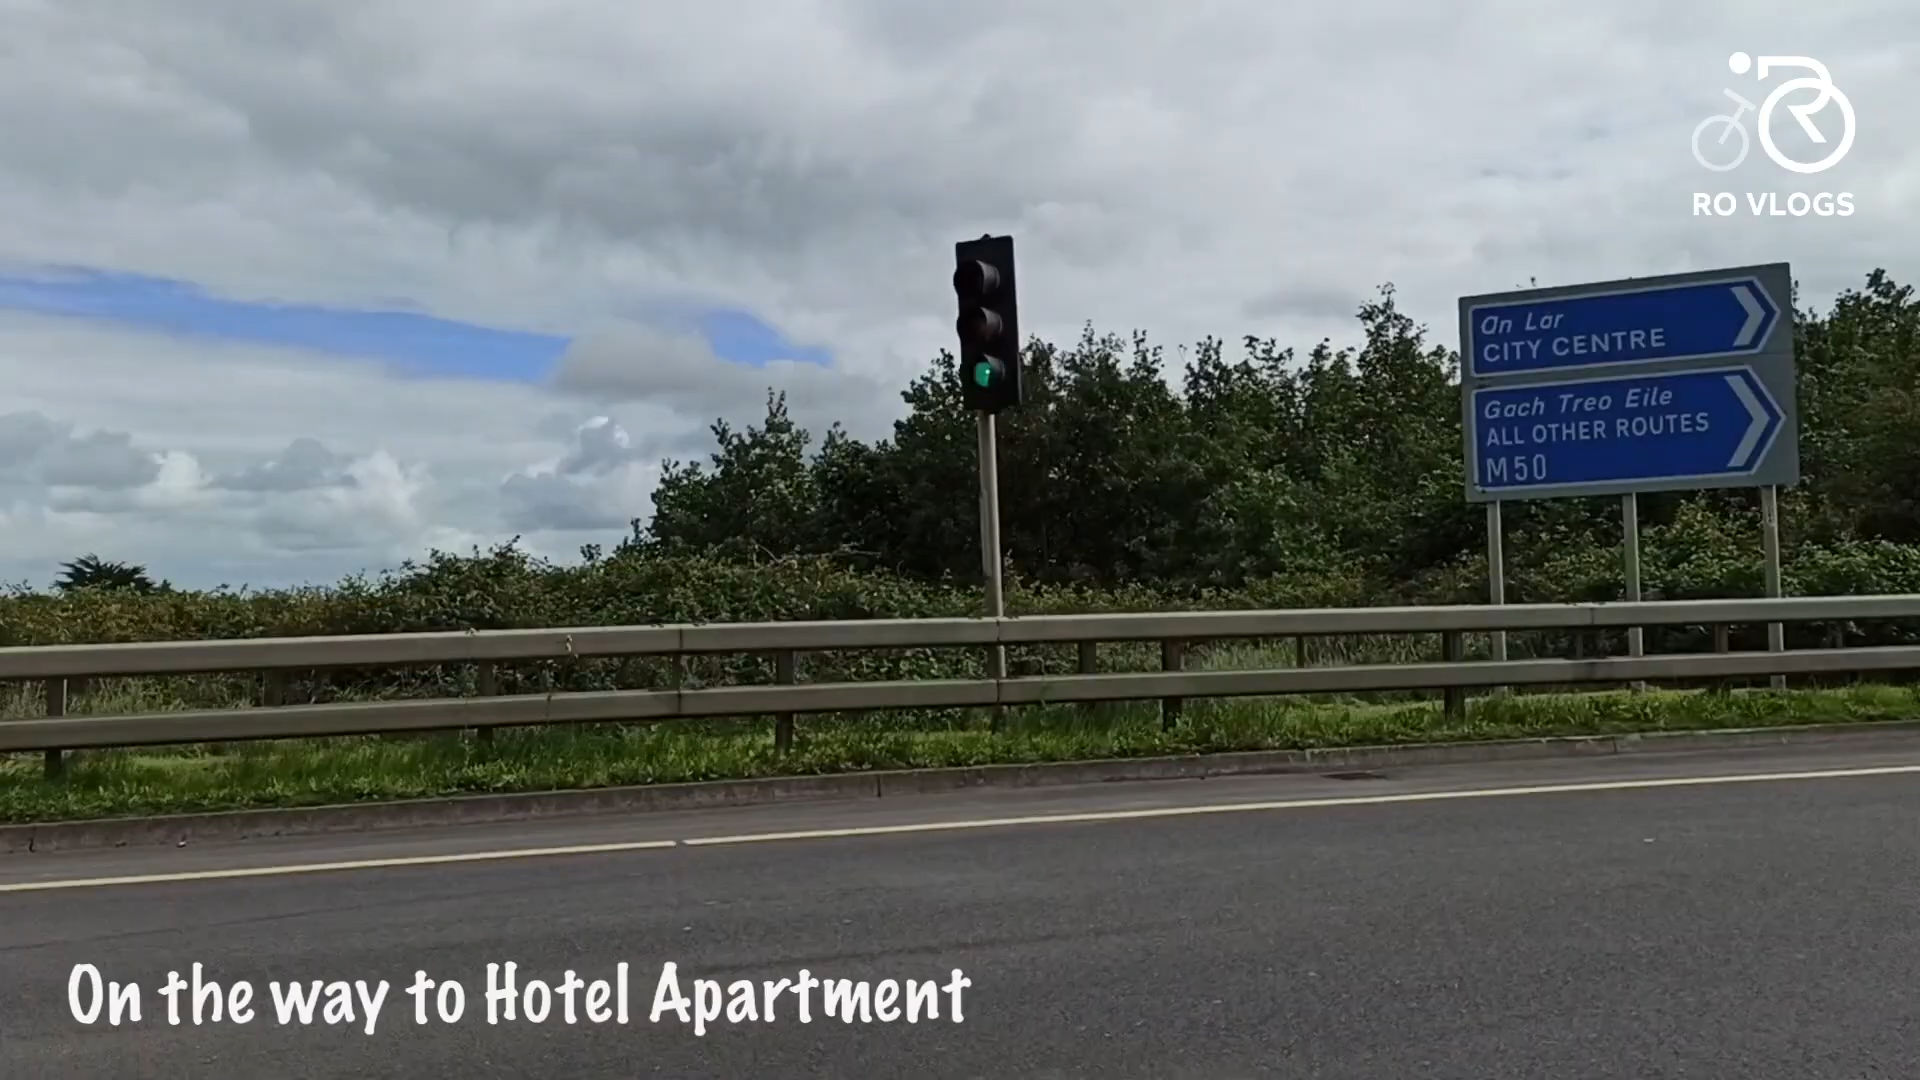 RO VLOGS
An Lar
CITY CENTRE
Gach Treo Eile
ALL OTHER ROUTES
M50
On the way to Hotel Apartment